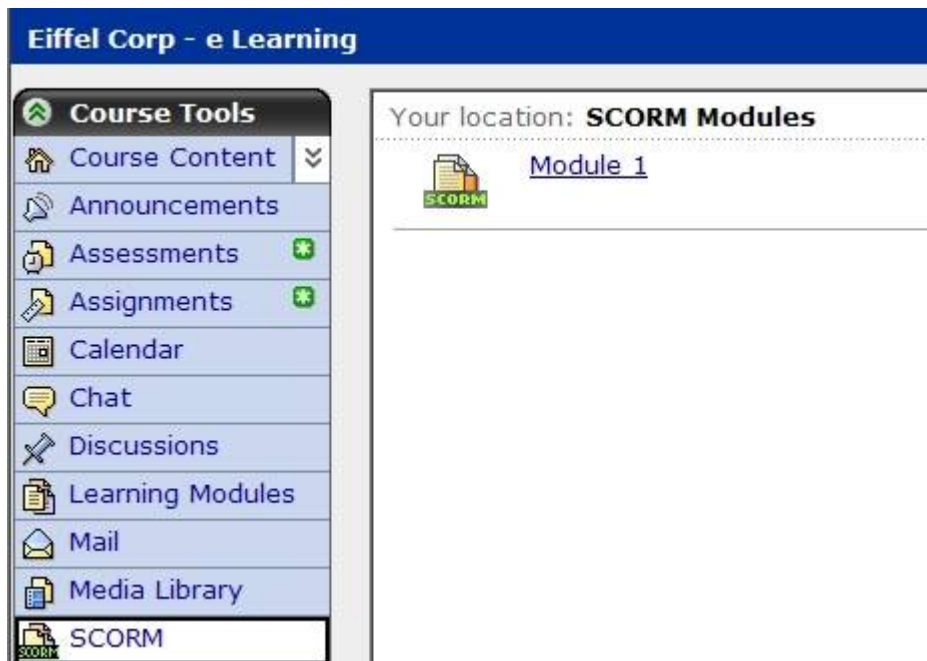 Eiffel Corp - e Learning
Course Tools
Course Content
Announcements
Assessments
Assignments
Calendar
Chat
Discussions
Learning Modules
Mail
Media Library
SCORM
SCORM
Your location: SCORM Modules
SCORM
Module 1